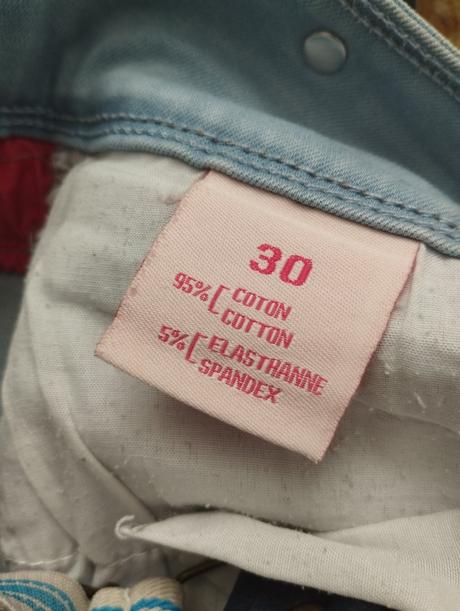 30
95% [ COTON
COTTON
5% [ ELASTHANNE
SPANDEX